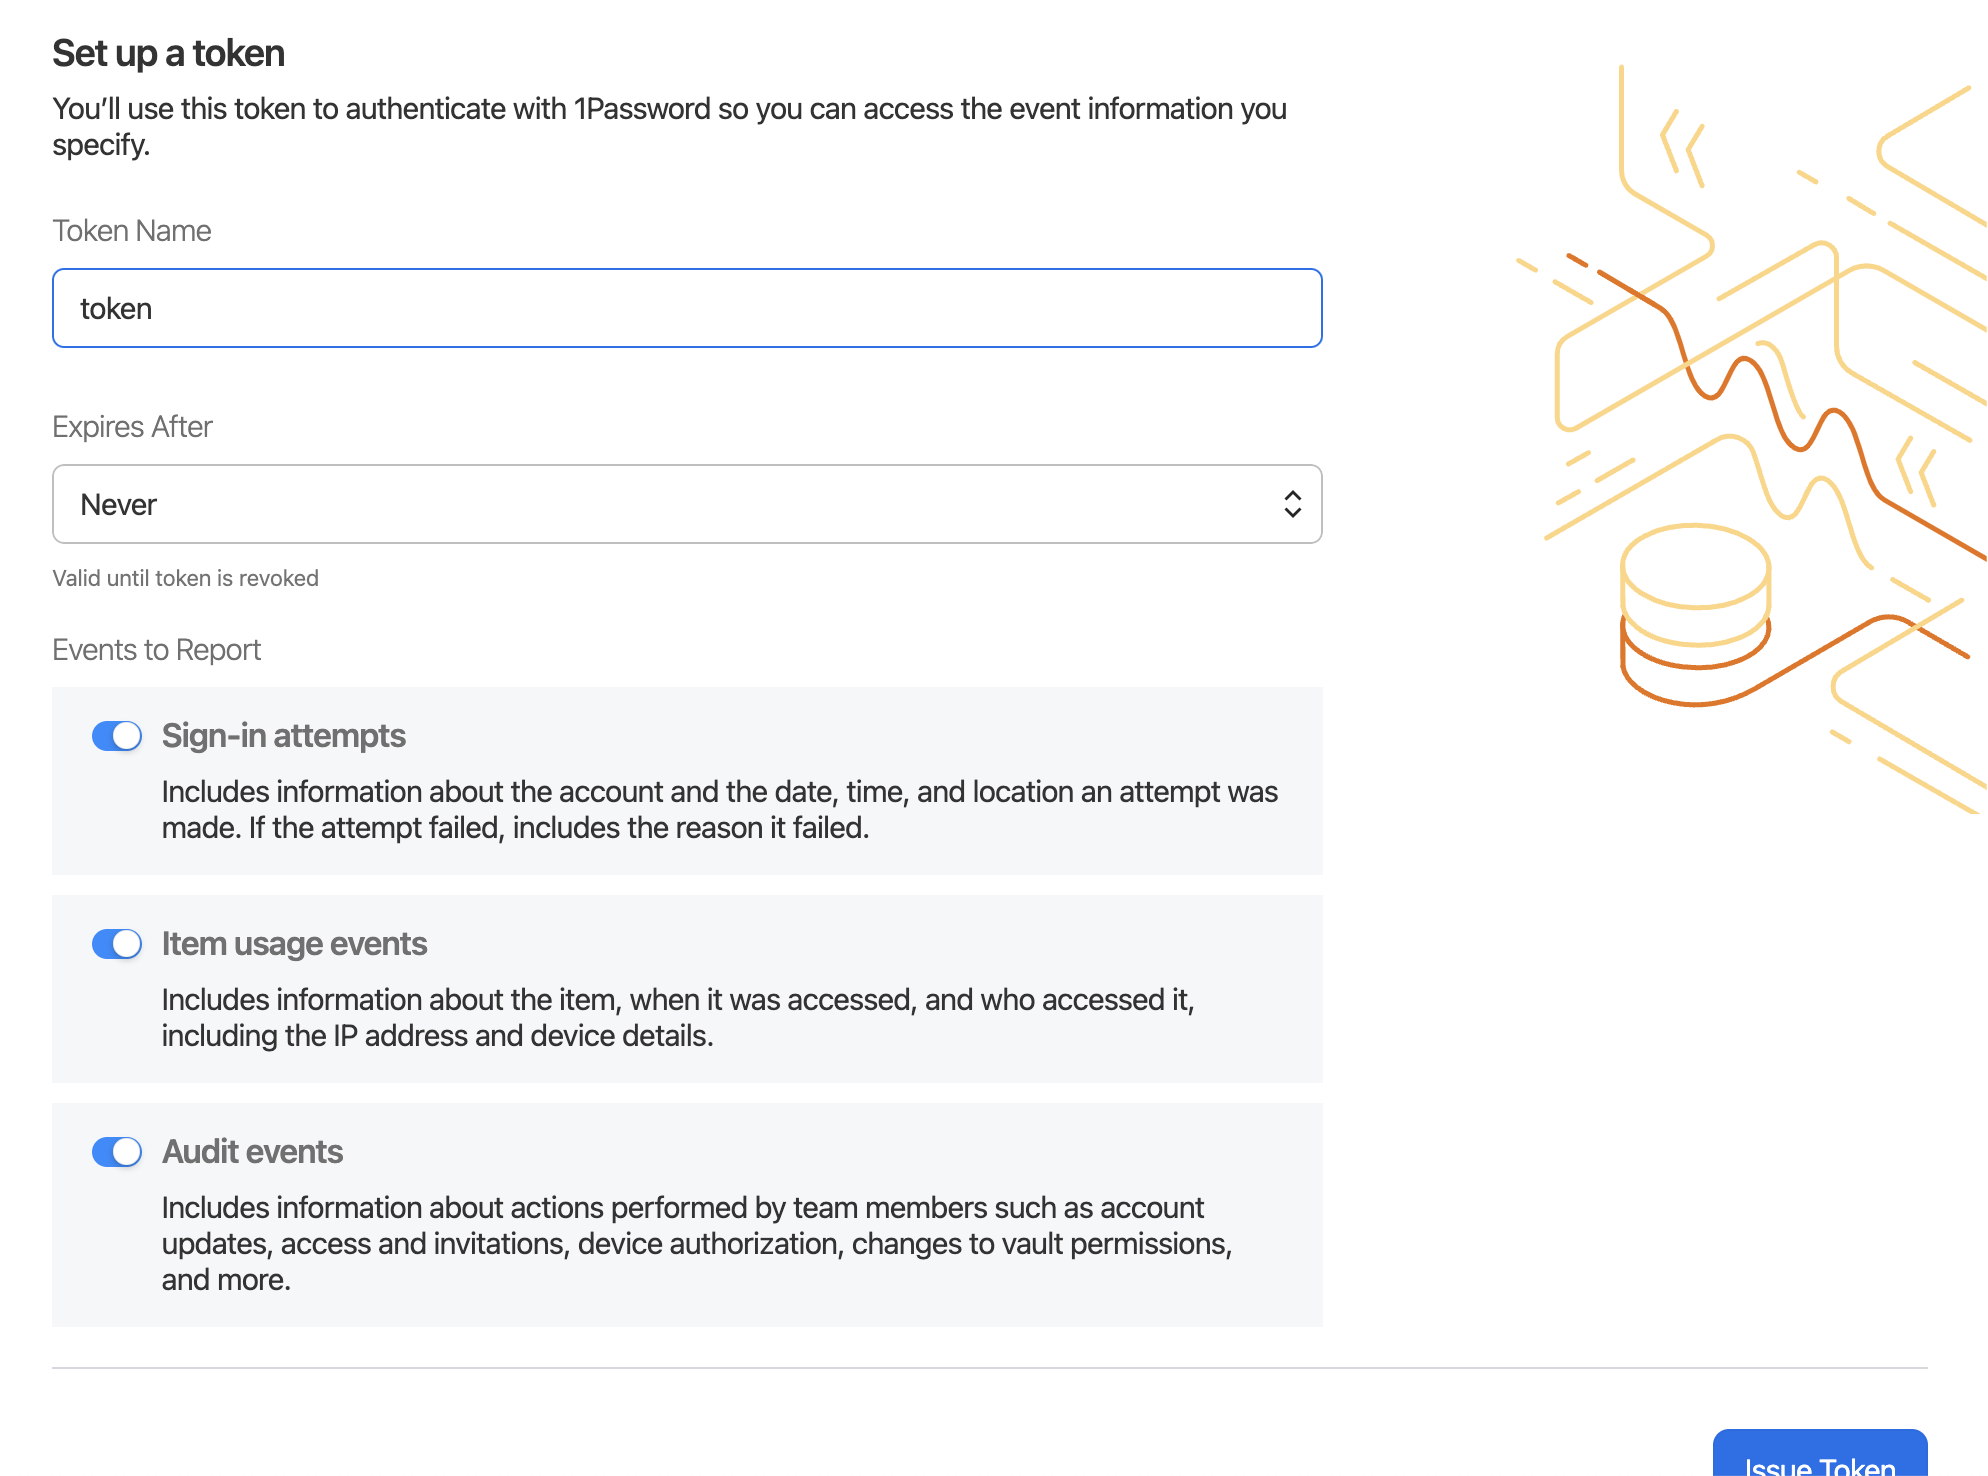 Set up a token
You’ll use this token to authenticate with 1Password so you can access the event information you
specify.
Token Name
token
Expires After
Never
Valid until token is revoked
Events to Report
Sign-in attempts
Includes information about the account and the date, time, and location an attempt was
made. If the attempt failed, includes the reason it failed.
Item usage events
Includes information about the item, when it was accessed, and who accessed it,
including the IP address and device details.
Audit events
Includes information about actions performed by team members such as account
updates, access and invitations, device authorization, changes to vault permissions,
and more.
Issue Token